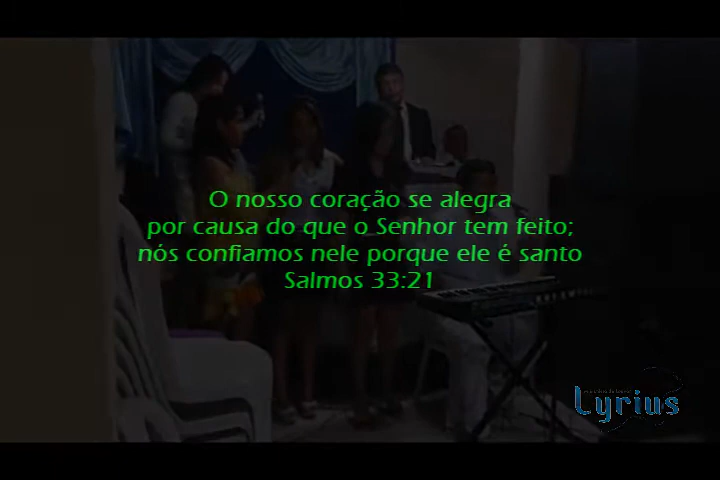 O nosso coração se alegra
por causa do que o Senhor tem feito;
nós confiamos nele porque ele é santo
Salmos 33:21
Lyrius